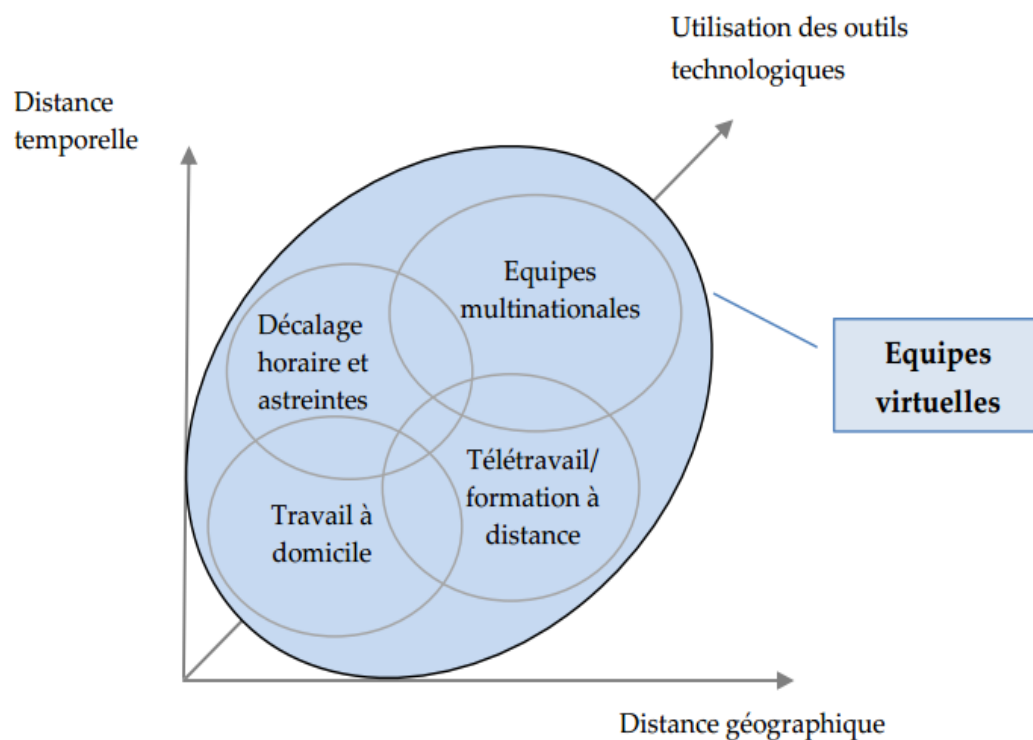 Utilisation des outils
technologiques
Distance
temporelle
Equipes
multinationales
Décalage
horaire et
astreintes
Equipes
virtuelles
Télétravail/
formation à
distance
Travail à
domicile
Distance géographique